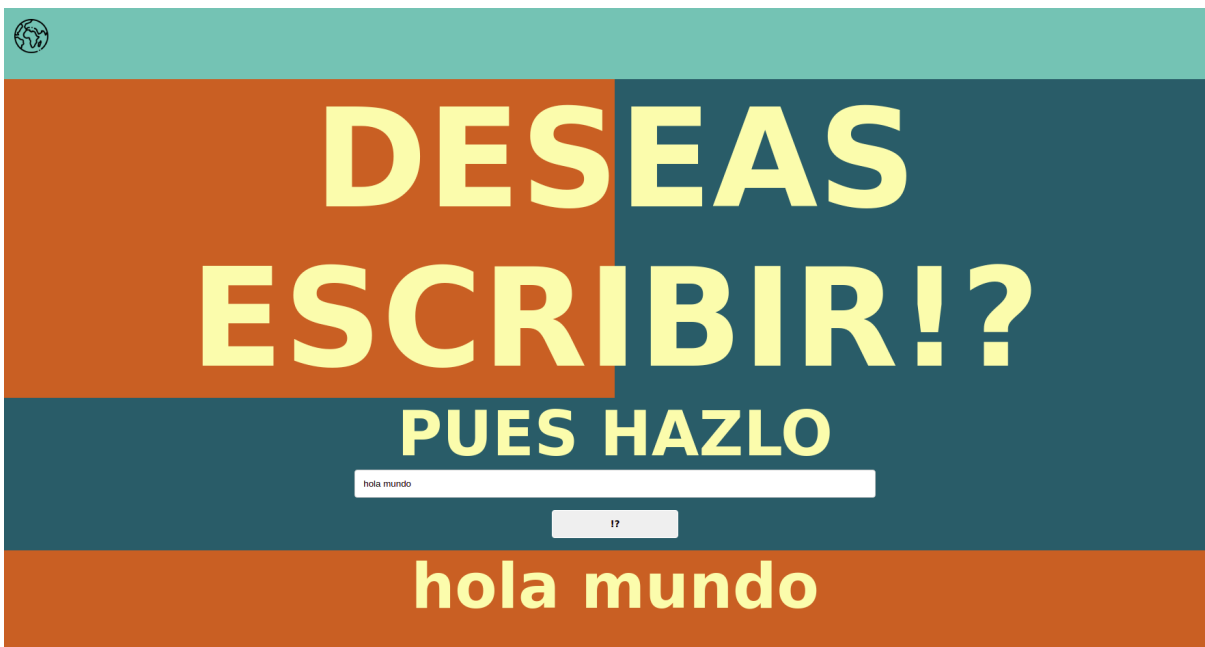 DESEAS
ESCRIBIR!?
PUES HAZLO
hola mundo
!?
hola mundo